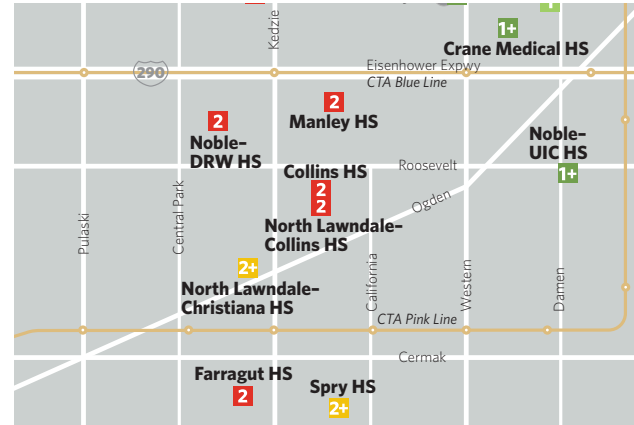 Kedzie
1+
Crane Medical HS
290
Eisenhower Expwy
CTA Blue Line
2
Manley HS
2
Noble–
DRW HS
Noble–
UIC HS
1+
Roosevelt
Collins HS
2
2
North Lawndale–
Collins HS
Ogden
Pulaski
Central Park
California
Western
Damen
2+
North Lawndale–
Christiana HS
CTA Pink Line
Cermak
Farragut HS
2
Spry HS
2+